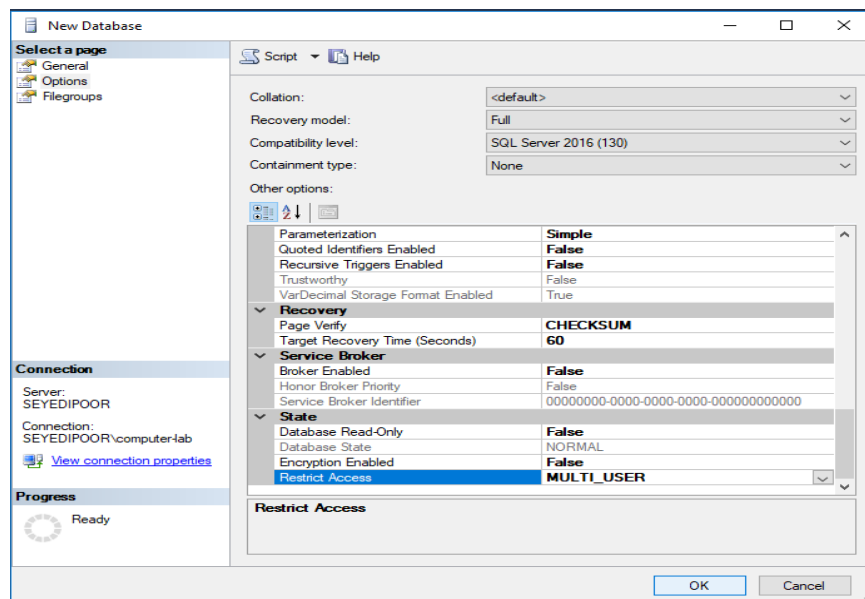 New Database
Select a page
General
Options
Filegroups
Script Help
Collation: <default>
Recovery model: Full
Compatibility level: SQL Server 2016 (130)
Containment type: None
Other options:
Parameterization Simple
Quoted Identifiers Enabled False
Recursive Triggers Enabled False
Trustworthy False
VarDecimal Storage Format Enabled True
Recovery
Page Verify CHECKSUM
Target Recovery Time (Seconds) 60
Service Broker
Broker Enabled False
Honor Broker Priority False
Service Broker Identifier 00000000-0000-0000-0000-000000000000
State
Database Read-Only False
Database State NORMAL
Encryption Enabled False
Restrict Access MULTI_USER
Restrict Access
Connection
Server:
SEYEDIPOOR
Connection:
SEYEDIPOOR\computer-lab
View connection properties
Progress
Ready
OK Cancel